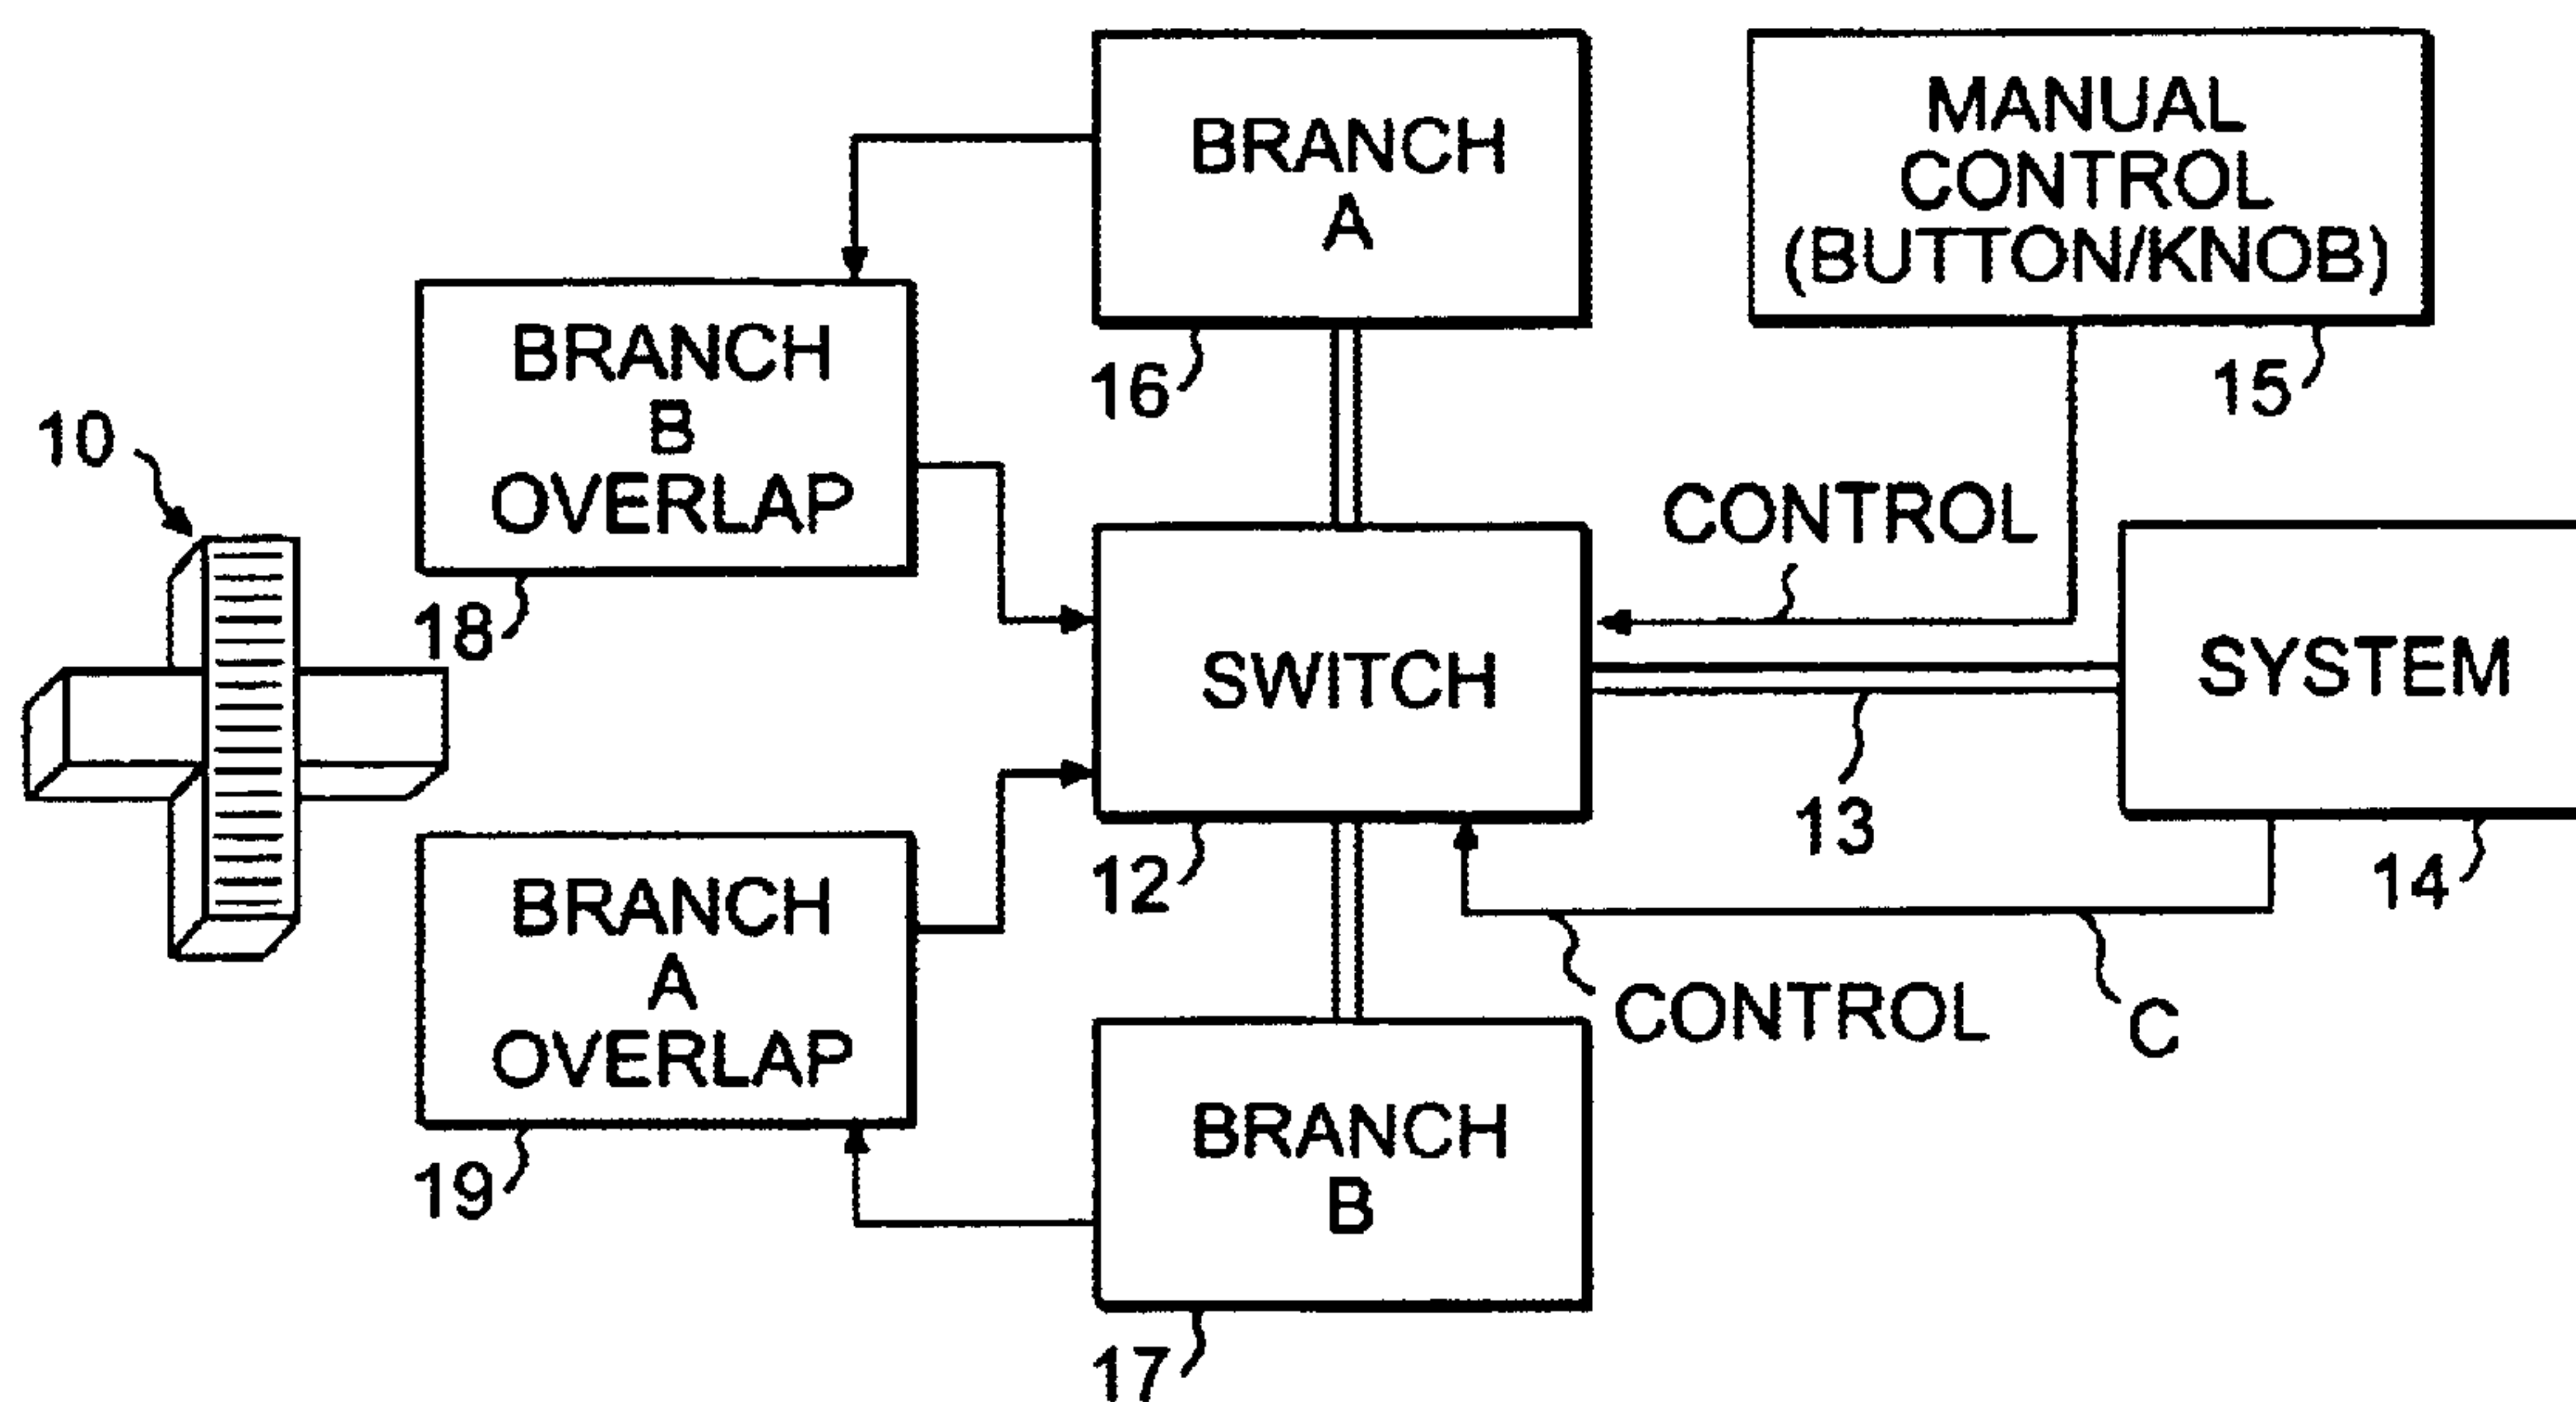 BRANCH
A
16
MANUAL
CONTROL
(BUTTON/KNOB)
15
BRANCH
B
OVERLAP
18
10
CONTROL
SWITCH
12
13
SYSTEM
14
BRANCH
A
OVERLAP
19
CONTROL
C
BRANCH
B
17